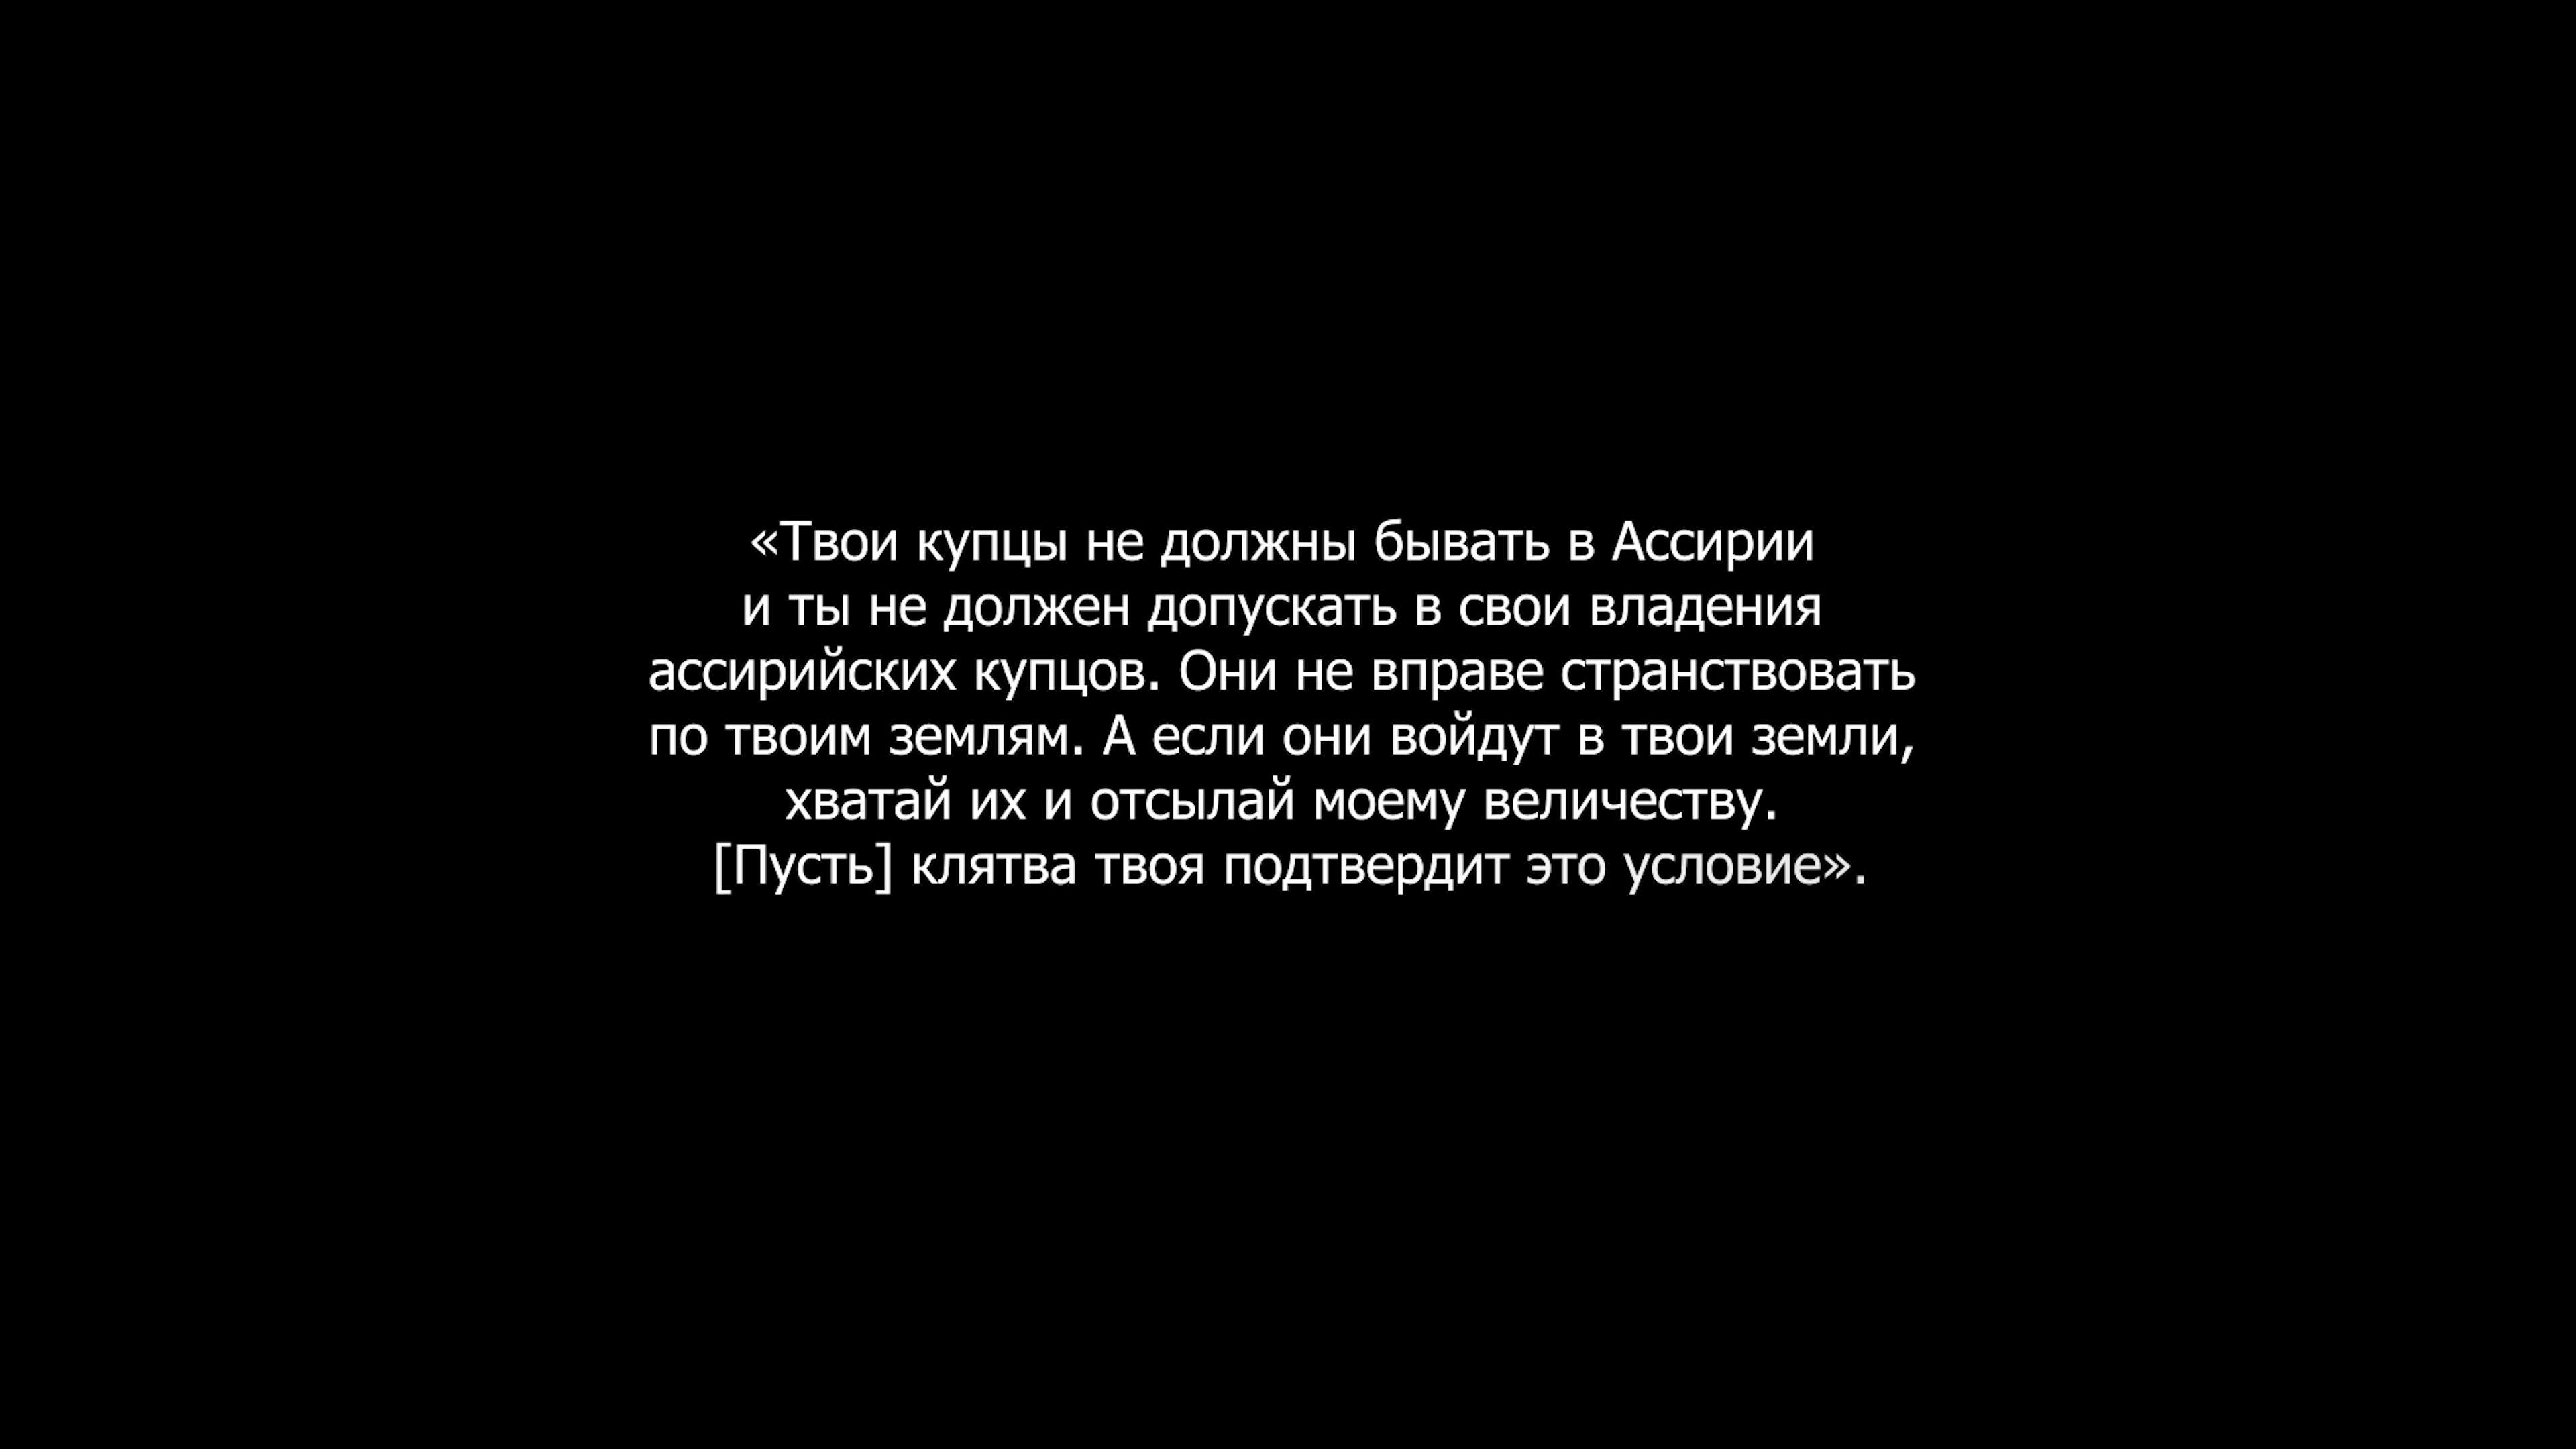 «Твои купцы не должны бывать в Ассирии
и ты не должен допускать в свои владения
ассирийских купцов. Они не вправе странствовать
по твоим землям. А если они войдут в твои земли,
хватай их и отсылай моему величеству.
[Пусть] клятва твоя подтвердит это условие».